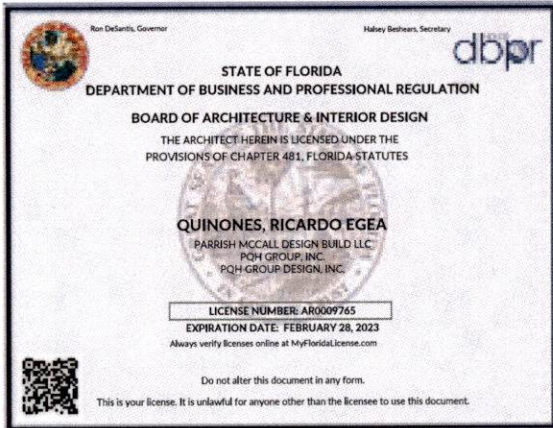 Ron DeSantis, Governor
Halsey Beshears, Secretary
dbpr
STATE OF FLORIDA
DEPARTMENT OF BUSINESS AND PROFESSIONAL REGULATION
BOARD OF ARCHITECTURE & INTERIOR DESIGN
THE ARCHITECT HEREIN IS LICENSED UNDER THE
PROVISIONS OF CHAPTER 481, FLORIDA STATUTES
QUINONES, RICARDO EGEA
PARRISH MCCALL DESIGN BUILD LLC
PQH GROUP, INC.
PQH GROUP DESIGN, INC.
LICENSE NUMBER: AR0009765
EXPIRATION DATE: FEBRUARY 28, 2023
Always verify licenses online at MyFloridaLicense.com
Do not alter this document in any form.
This is your license. It is unlawful for anyone other than the licensee to use this document.